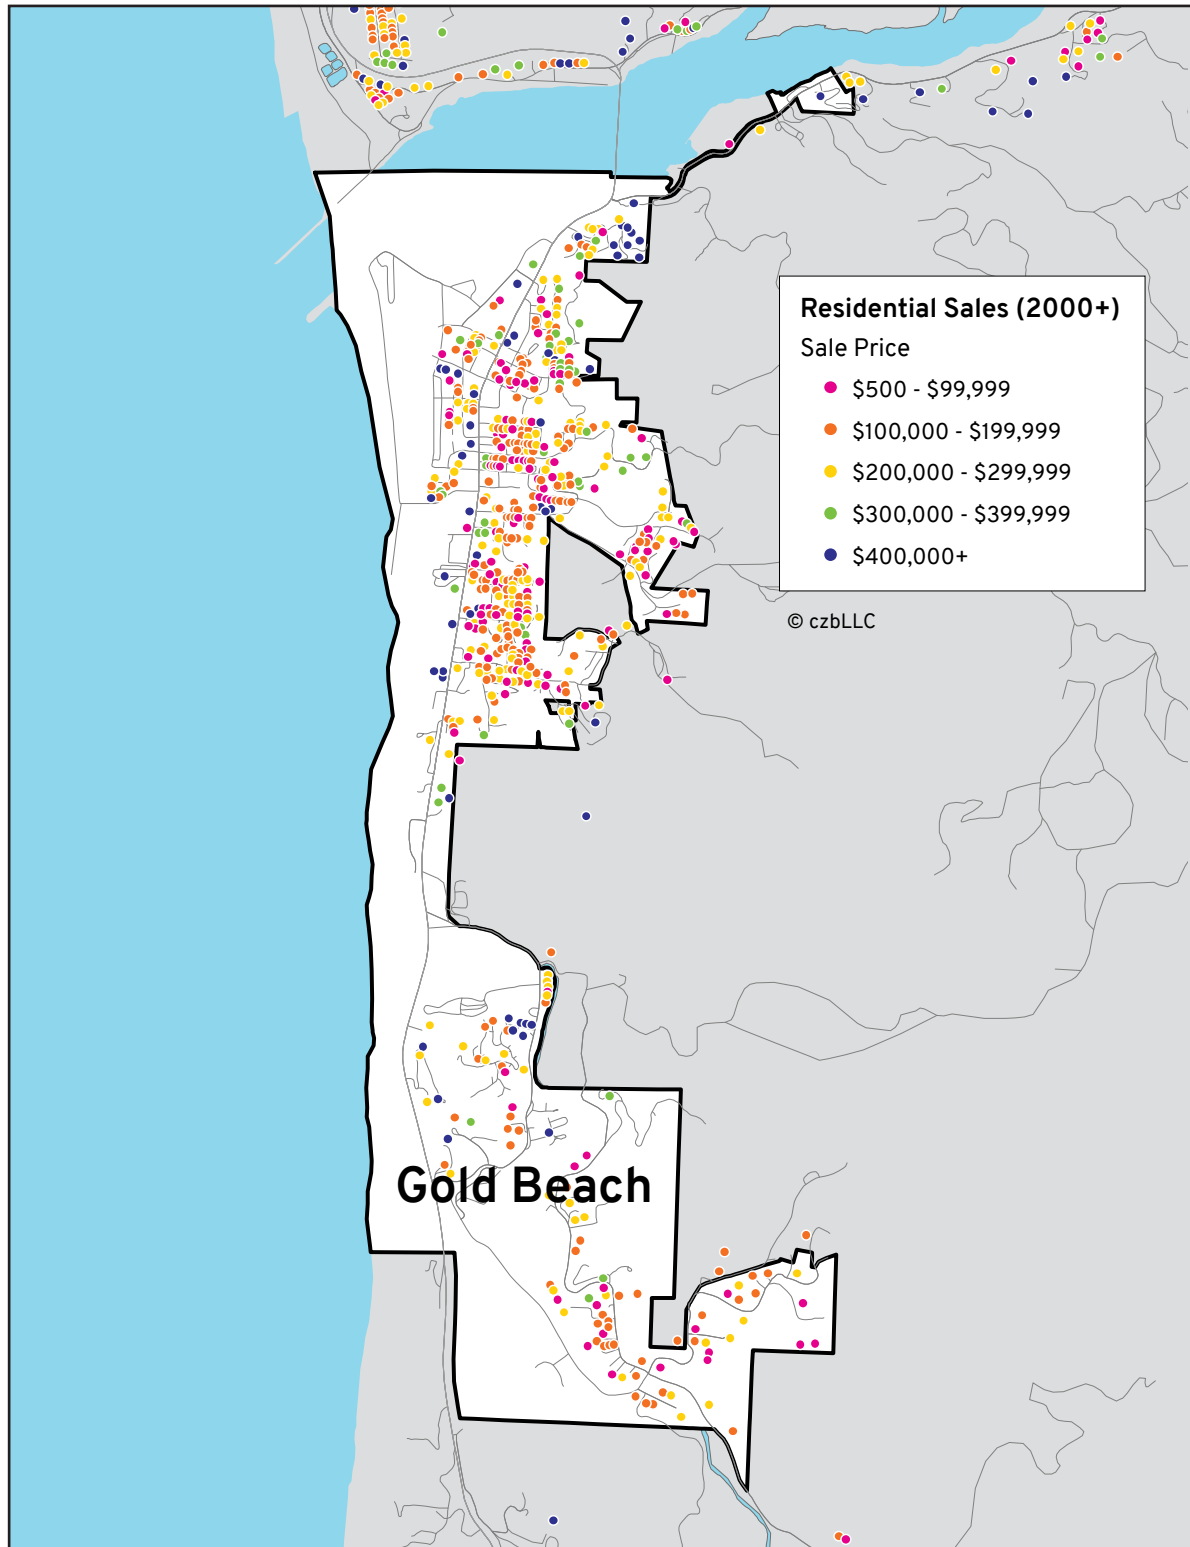 Residential Sales (2000+)
Sale Price
$500 - $99,999
$100,000 - $199,999
$200,000 - $299,999
$300,000 - $399,999
$400,000+
© czbLLC
Gold Beach